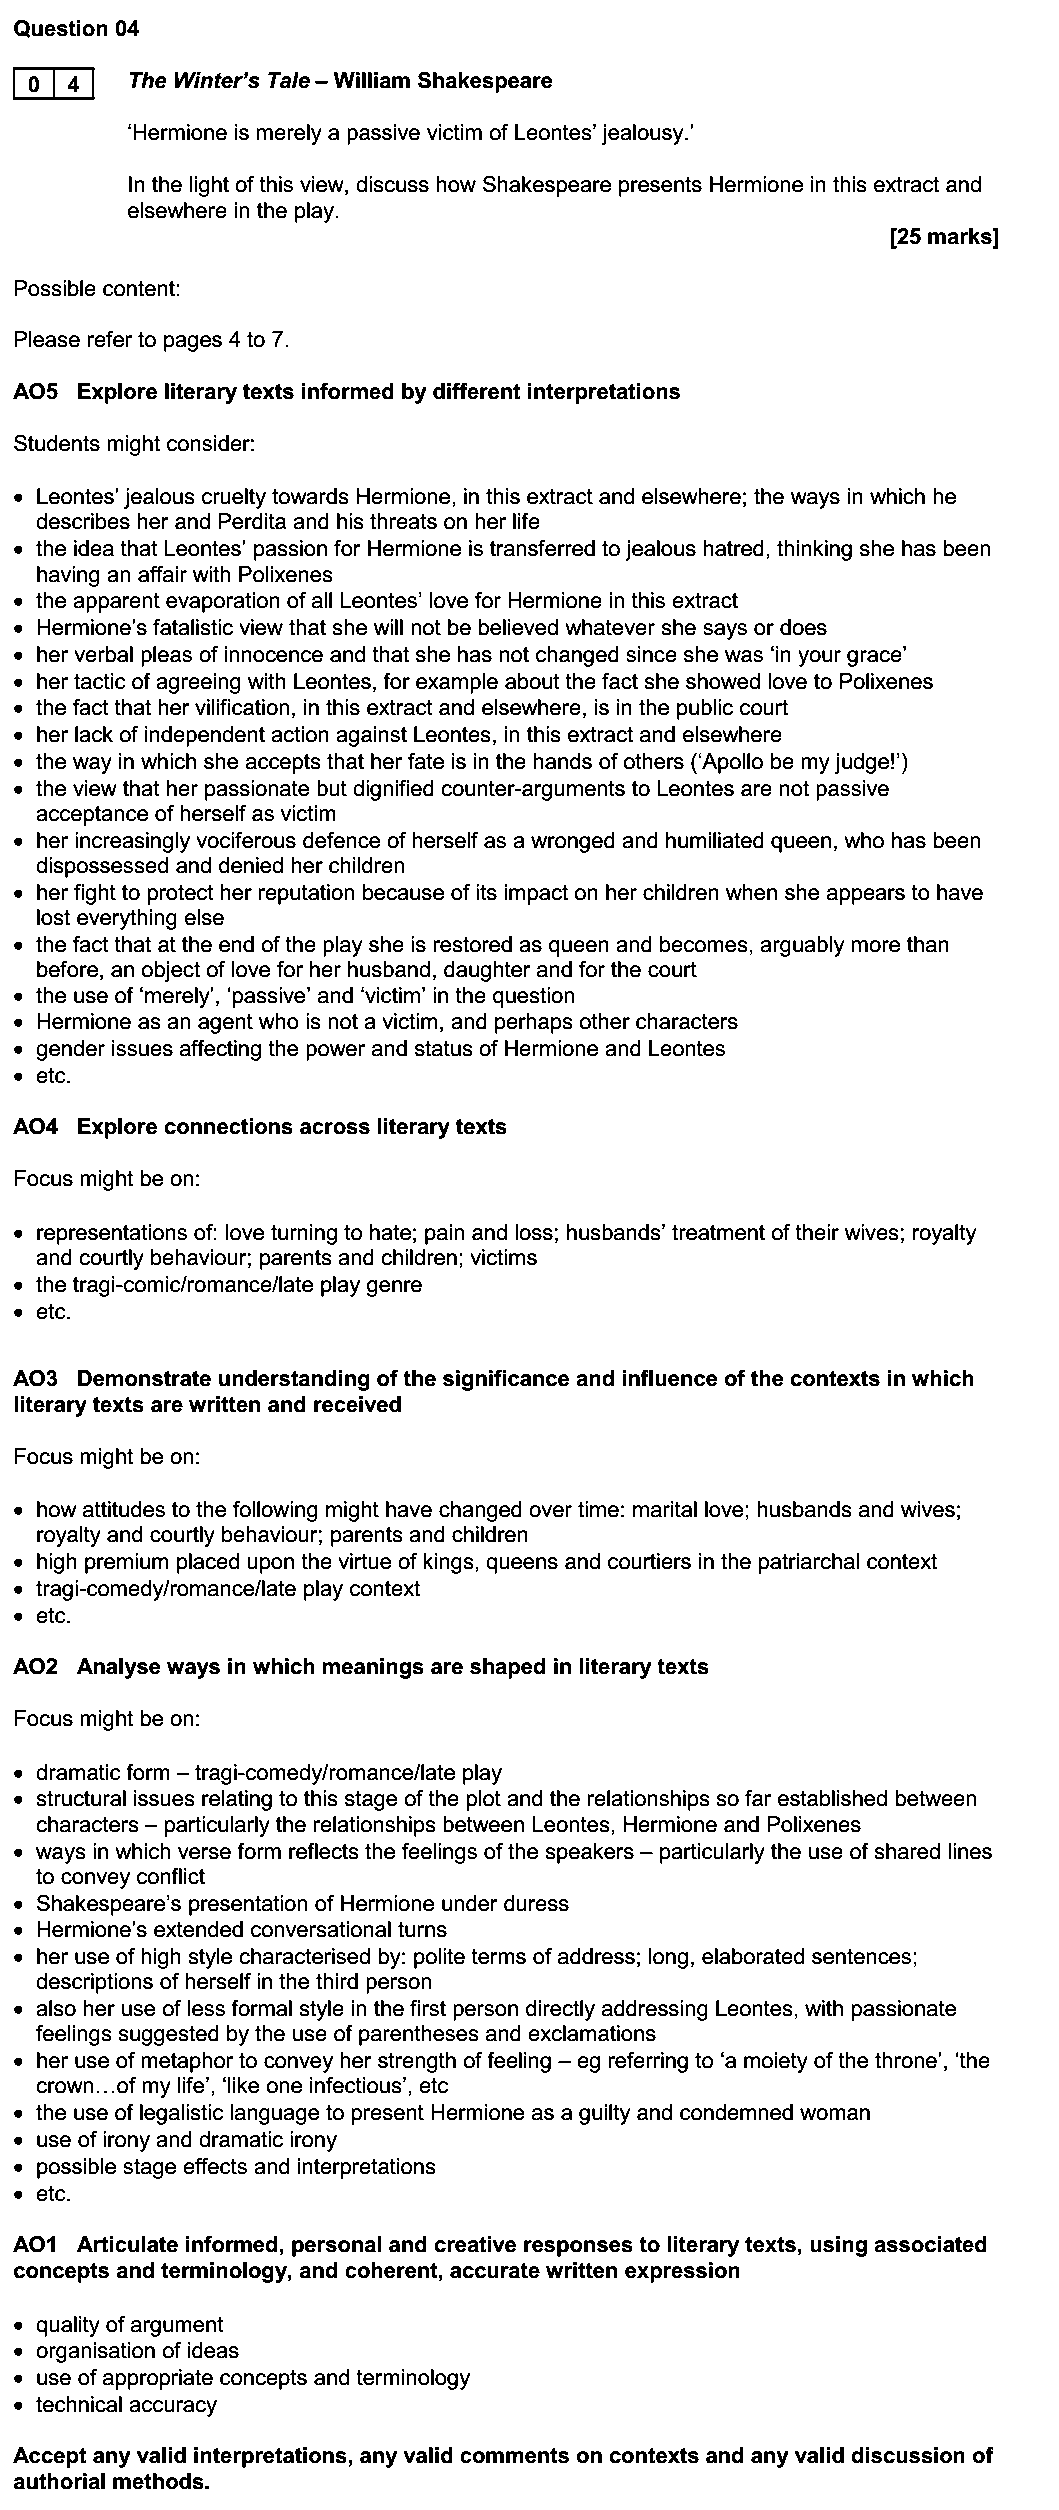 Question 04
0 4 The Winter's Tale – William Shakespeare
‘Hermione is merely a passive victim of Leontes’ jealousy.’
In the light of this view, discuss how Shakespeare presents Hermione in this extract and
elsewhere in the play.
[25 marks]
Possible content:
Please refer to pages 4 to 7.
AO5 Explore literary texts informed by different interpretations
Students might consider:
• Leontes’ jealous cruelty towards Hermione, in this extract and elsewhere; the ways in which he
describes her and Perdita and his threats on her life
• the idea that Leontes’ passion for Hermione is transferred to jealous hatred, thinking she has been
having an affair with Polixenes
• the apparent evaporation of all Leontes’ love for Hermione in this extract
• Hermione’s fatalistic view that she will not be believed whatever she says or does
• her verbal pleas of innocence and that she has not changed since she was ‘in your grace’
• her tactic of agreeing with Leontes, for example about the fact she showed love to Polixenes
• the fact that her vilification, in this extract and elsewhere, is in the public court
• her lack of independent action against Leontes, in this extract and elsewhere
• the way in which she accepts that her fate is in the hands of others (‘Apollo be my judge!’)
• the view that her passionate but dignified counter-arguments to Leontes are not passive
acceptance of herself as victim
• her increasingly vociferous defence of herself as a wronged and humiliated queen, who has been
dispossessed and denied her children
• her fight to protect her reputation because of its impact on her children when she appears to have
lost everything else
• the fact that at the end of the play she is restored as queen and becomes, arguably more than
before, an object of love for her husband, daughter and for the court
• the use of ‘merely’, ‘passive’ and ‘victim’ in the question
• Hermione as an agent who is not a victim, and perhaps other characters
• gender issues affecting the power and status of Hermione and Leontes
• etc.
AO4 Explore connections across literary texts
Focus might be on:
• representations of: love turning to hate; pain and loss; husbands’ treatment of their wives; royalty
and courtly behaviour; parents and children; victims
• the tragi-comic/romance/late play genre
• etc.
AO3 Demonstrate understanding of the significance and influence of the contexts in which
literary texts are written and received
Focus might be on:
• how attitudes to the following might have changed over time: marital love; husbands and wives;
royalty and courtly behaviour; parents and children
• high premium placed upon the virtue of kings, queens and courtiers in the patriarchal context
• tragi-comedy/romance/late play context
• etc.
AO2 Analyse ways in which meanings are shaped in literary texts
Focus might be on:
• dramatic form – tragi-comedy/romance/late play
• structural issues relating to this stage of the plot and the relationships so far established between
characters – particularly the relationships between Leontes, Hermione and Polixenes
• ways in which verse form reflects the feelings of the speakers – particularly the use of shared lines
to convey conflict
• Shakespeare’s presentation of Hermione under duress
• Hermione’s extended conversational turns
• her use of high style characterised by: polite terms of address; long, elaborated sentences;
descriptions of herself in the third person
• also her use of less formal style in the first person directly addressing Leontes, with passionate
feelings suggested by the use of parentheses and exclamations
• her use of metaphor to convey her strength of feeling – eg referring to ‘a moiety of the throne’, ‘the
crown…of my life’, ‘like one infectious’, etc
• the use of legalistic language to present Hermione as a guilty and condemned woman
• use of irony and dramatic irony
• possible stage effects and interpretations
• etc.
AO1 Articulate informed, personal and creative responses to literary texts, using associated
concepts and terminology, and coherent, accurate written expression
• quality of argument
• organisation of ideas
• use of appropriate concepts and terminology
• technical accuracy
Accept any valid interpretations, any valid comments on contexts and any valid discussion of
authorial methods.